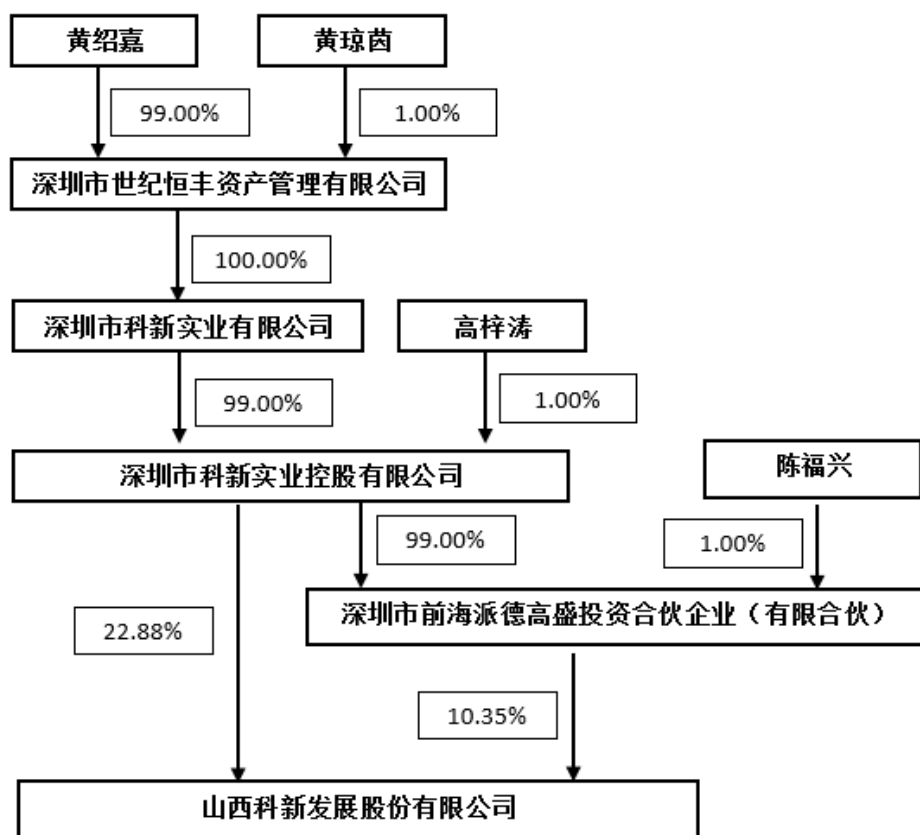 黄绍嘉
黄琼茵
99.00%
1.00%
深圳市世纪恒丰资产管理有限公司
100.00%
深圳市科新实业有限公司
高梓涛
99.00%
1.00%
深圳市科新实业控股有限公司
陈福兴
99.00%
1.00%
深圳市前海派德高盛投资合伙企业（有限合伙）
22.88%
10.35%
山西科新发展股份有限公司